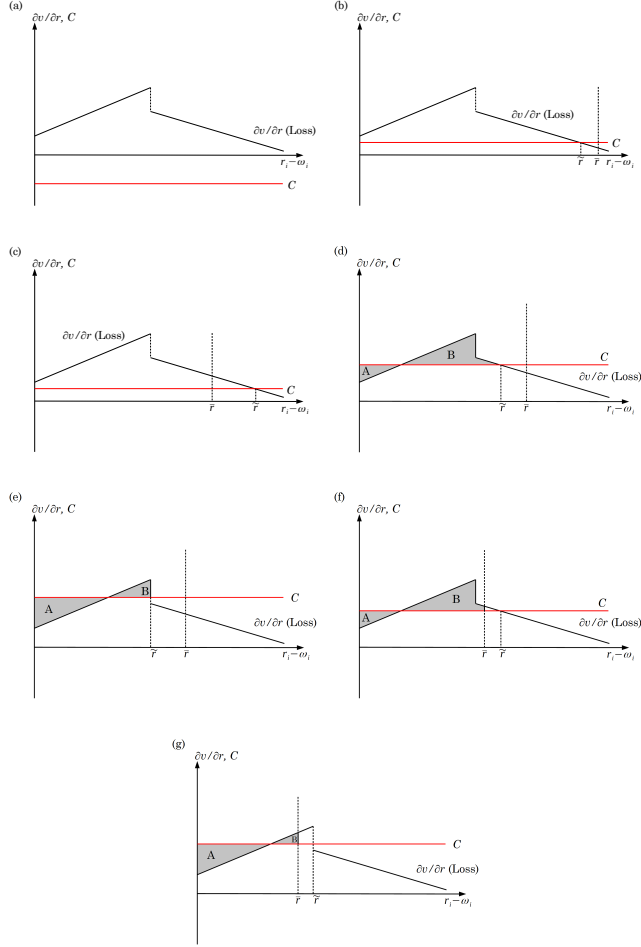 (a)
∂v/∂r, C
∂v/∂r (Loss)
r_i−ω_i
C
(b)
∂v/∂r, C
∂v/∂r (Loss)
C
r̃ r̄ r_i−ω_i
(c)
∂v/∂r, C
∂v/∂r (Loss)
C
r̄ r̃ r_i−ω_i
(d)
∂v/∂r, C
B
C
A
∂v/∂r (Loss)
r̃ r̄ r_i−ω_i
(e)
∂v/∂r, C
B
C
A
∂v/∂r (Loss)
r̃ r̄ r_i−ω_i
(f)
∂v/∂r, C
B
C
A
∂v/∂r (Loss)
r̄ r̃ r_i−ω_i
(g)
∂v/∂r, C
B
C
A
∂v/∂r (Loss)
r̄ r̃ r_i−ω_i